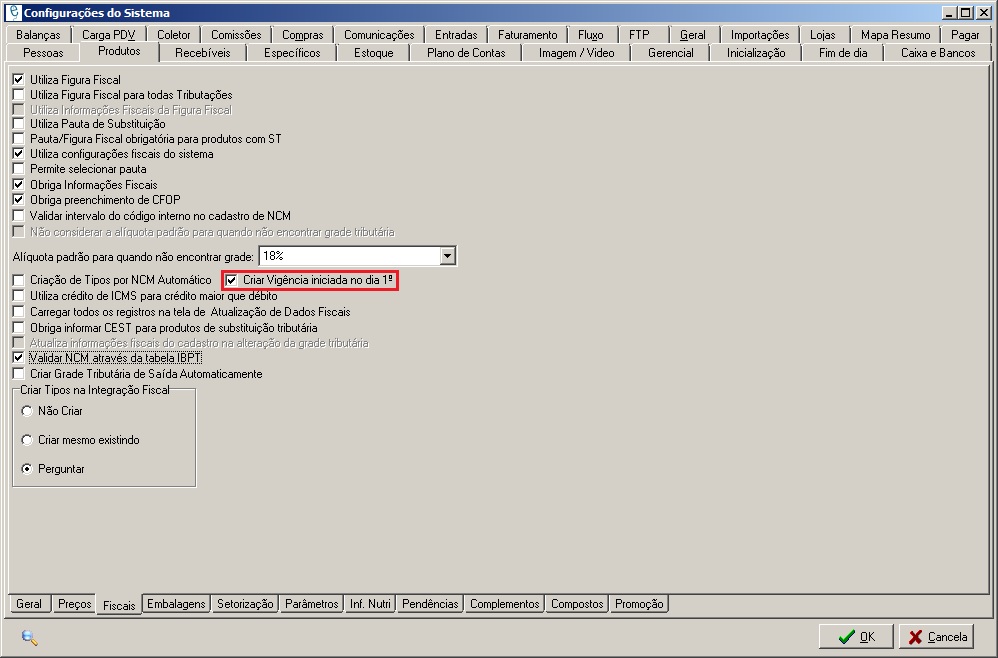 Configurações do Sistema
Balanças Carga PDV Coletor Comissões Compras Comunicações Entradas Faturamento Fluxo FTP Geral Importações Lojas Mapa Resumo Pagar
Pessoas Produtos Recebíveis Específicos Estoque Plano de Contas Imagem / Video Gerencial Inicialização Fim de dia Caixa e Bancos
Utiliza Figura Fiscal
Utiliza Figura Fiscal para todas Tributações
Utiliza Informações Fiscais da Figura Fiscal
Utiliza Pauta de Substituição
Pauta/Figura Fiscal obrigatória para produtos com ST
Utiliza configurações fiscais do sistema
Permite selecionar pauta
Obriga Informações Fiscais
Obriga preenchimento de CFOP
Validar intervalo do código interno no cadastro de NCM
Não considerar a alíquota padrão para quando não encontrar grade tributária
Alíquota padrão para quando não encontrar grade: 18%
Criação de Tipos por NCM Automático Criar Vigência iniciada no dia 1º
Utiliza crédito de ICMS para crédito maior que débito
Carregar todos os registros na tela de Atualização de Dados Fiscais
Obriga informar CEST para produtos de substituição tributária
Atualiza informações fiscais do cadastro na alteração da grade tributária
Validar NCM através da tabela IBPT
Criar Grade Tributária de Saída Automaticamente
Criar Tipos na Integração Fiscal
Não Criar
Criar mesmo existindo
Perguntar
Geral Preços Fiscais Embalagens Setorização Parâmetros Inf. Nutri Pendências Complementos Compostos Promoção
OK Cancela